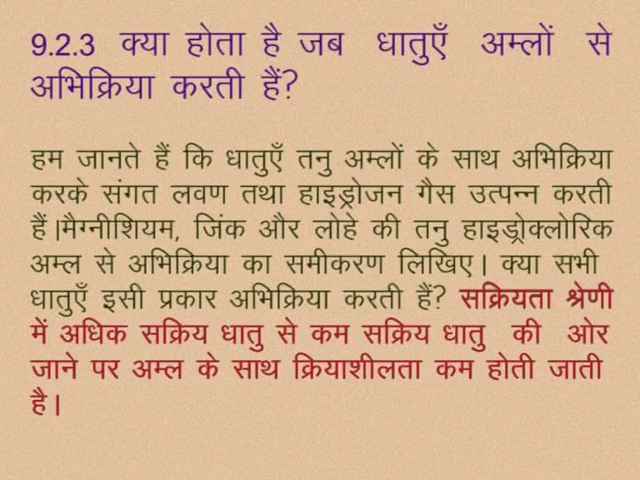 9.2.3 क्या होता है जब धातुएँ अम्लों से
अभिक्रिया करती हैं?
हम जानते हैं कि धातुएँ तनु अम्लों के साथ अभिक्रिया
करके संगत लवण तथा हाइड्रोजन गैस उत्पन्न करती
हैं।मैग्नीशियम, जिंक और लोहे की तनु हाइड्रोक्लोरिक
अम्ल से अभिक्रिया का समीकरण लिखिए। क्या सभी
धातुएँ इसी प्रकार अभिक्रिया करती हैं? सक्रियता श्रेणी
में अधिक सक्रिय धातु से कम सक्रिय धातु की ओर
जाने पर अम्ल के साथ क्रियाशीलता कम होती जाती
है।